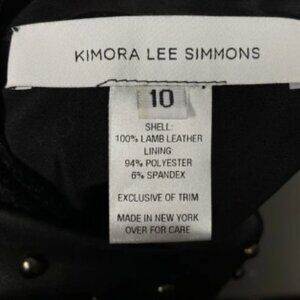 KIMORA LEE SIMMONS
10
SHELL:
100% LAMB LEATHER
LINING
94% POLYESTER
6% SPANDEX
EXCLUSIVE OF TRIM
MADE IN NEW YORK
OVER FOR CARE